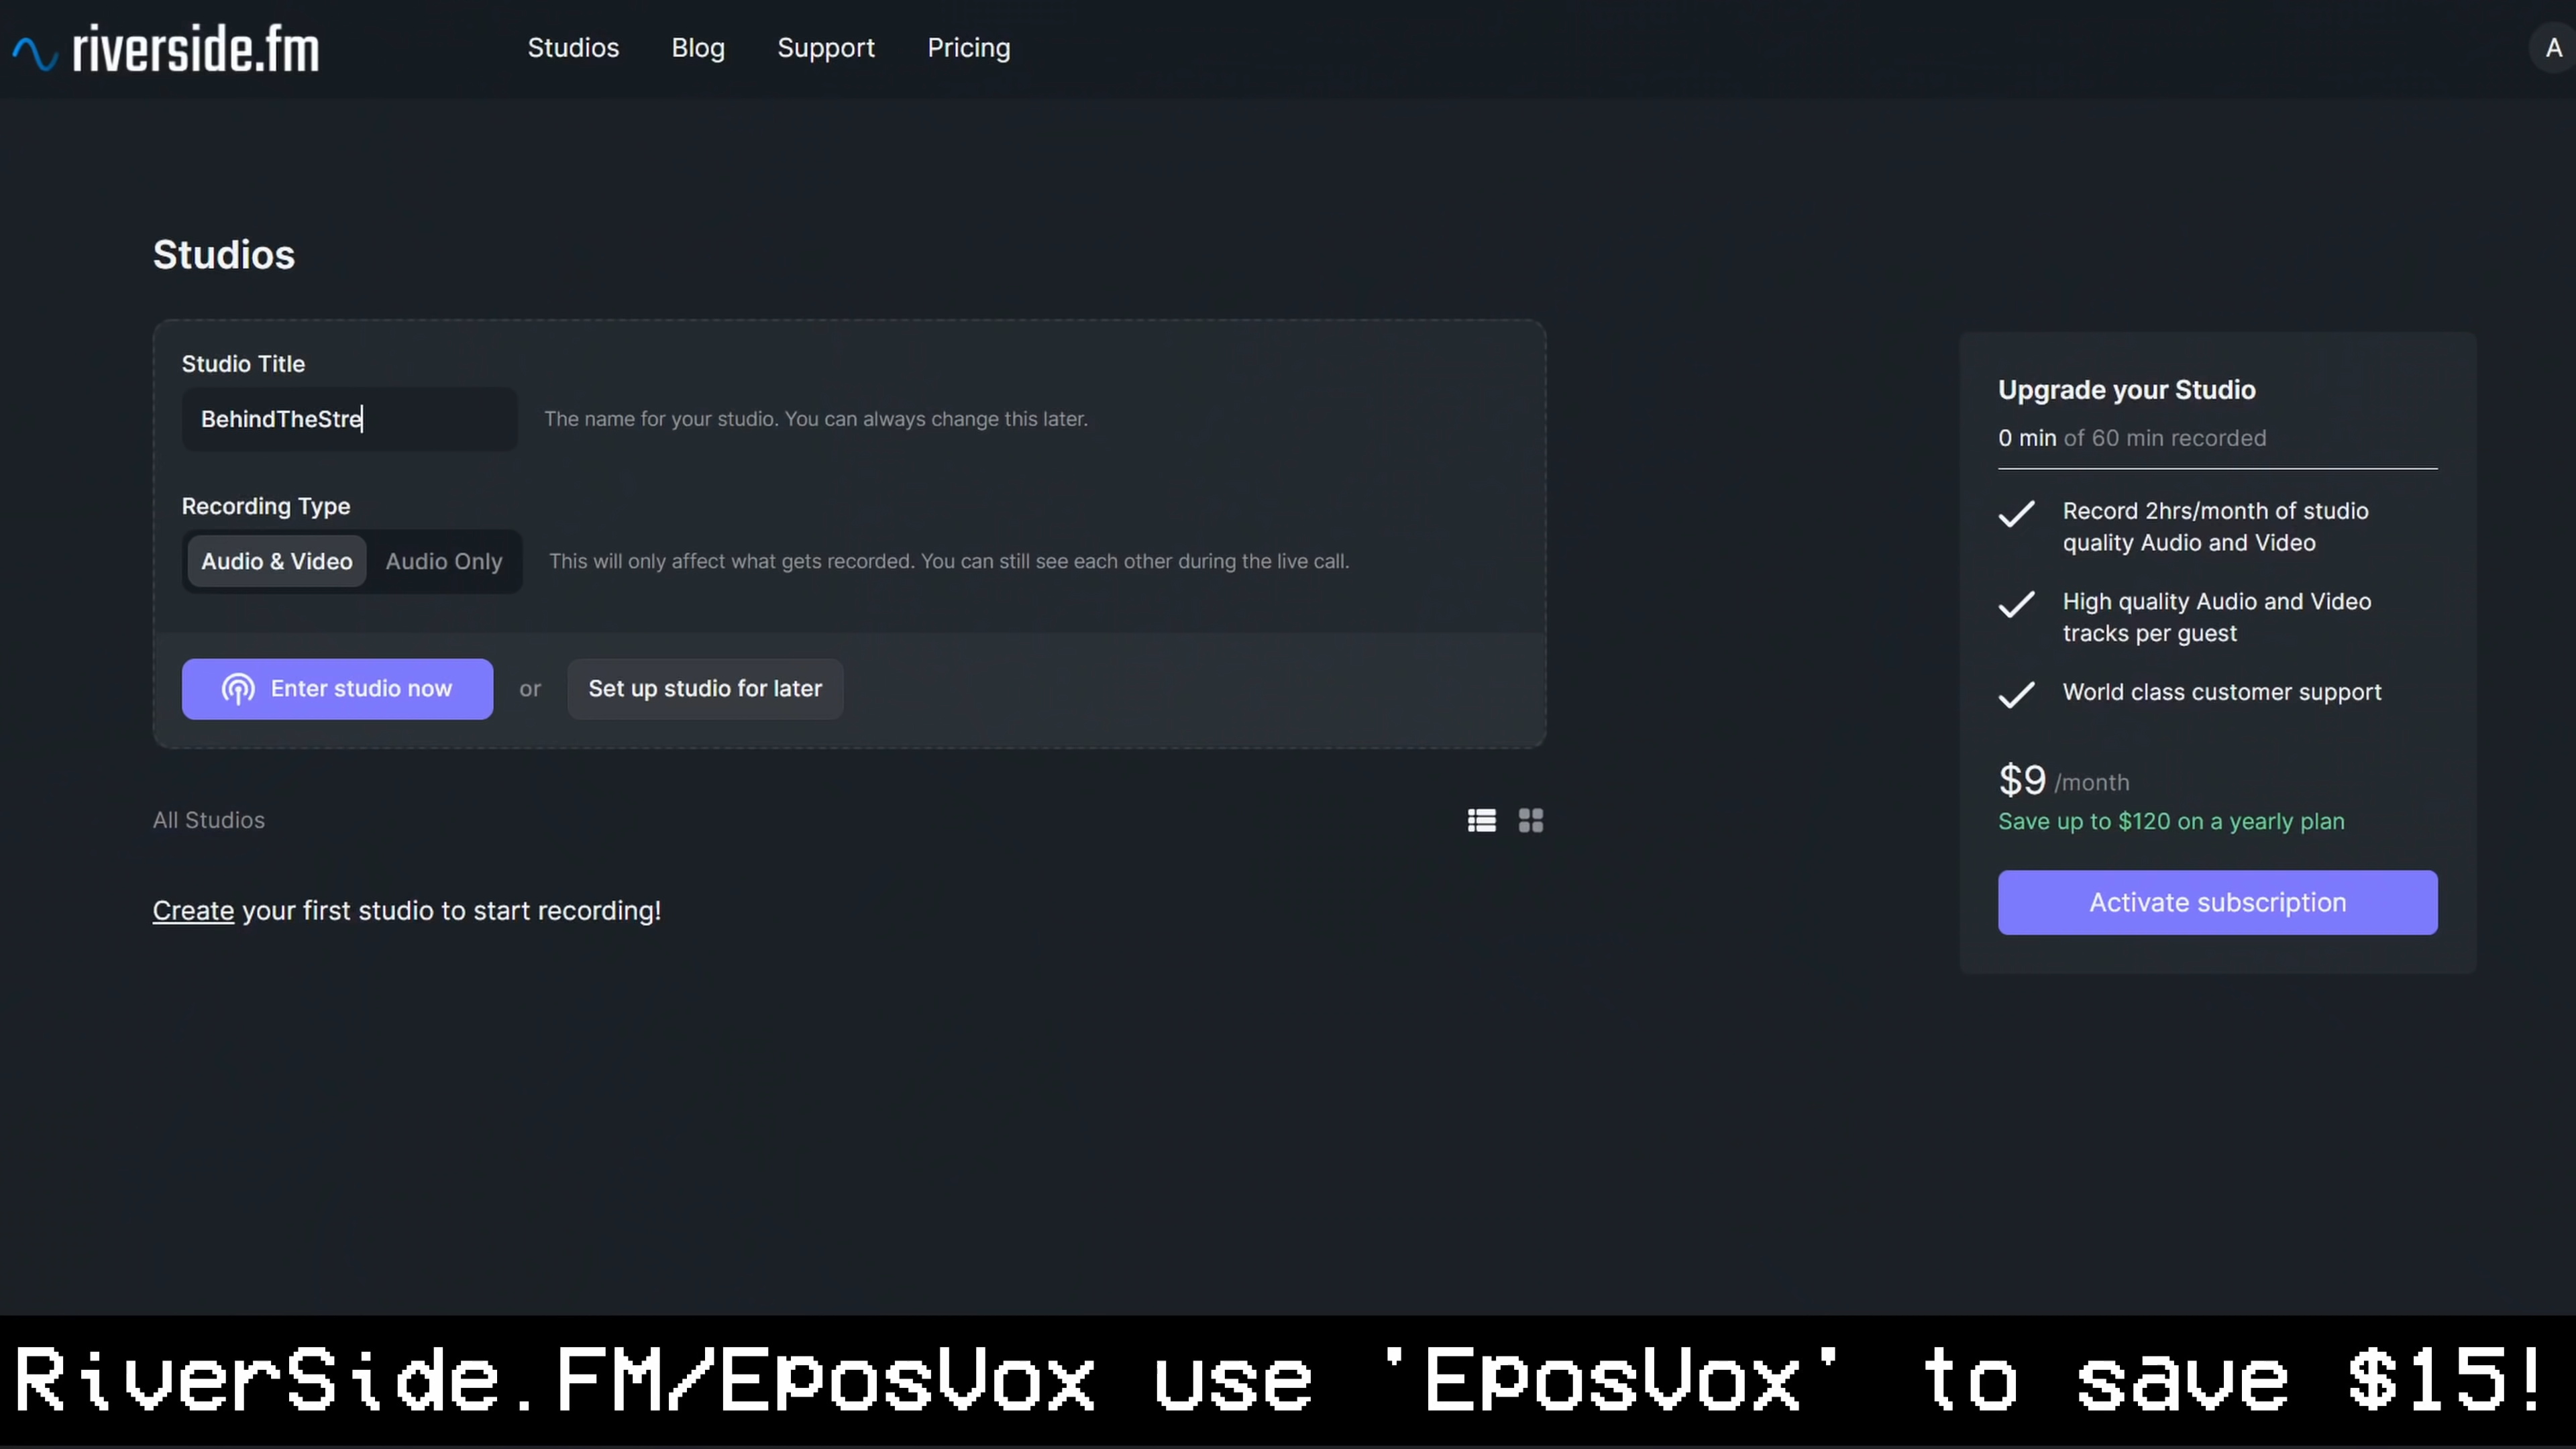 riverside.fm
Studios Blog Support Pricing
A
Studios
Studio Title
BehindTheStre
The name for your studio. You can always change this later.
Recording Type
Audio & Video Audio Only
This will only affect what gets recorded. You can still see each other during the live call.
Enter studio now or Set up studio for later
All Studios
Create your first studio to start recording!
Upgrade your Studio
0 min of 60 min recorded
Record 2hrs/month of studio
quality Audio and Video
High quality Audio and Video
tracks per guest
World class customer support
$9 /month
Save up to $120 on a yearly plan
Activate subscription
RiverSide.FM/EposVox use 'EposVox' to save $15!